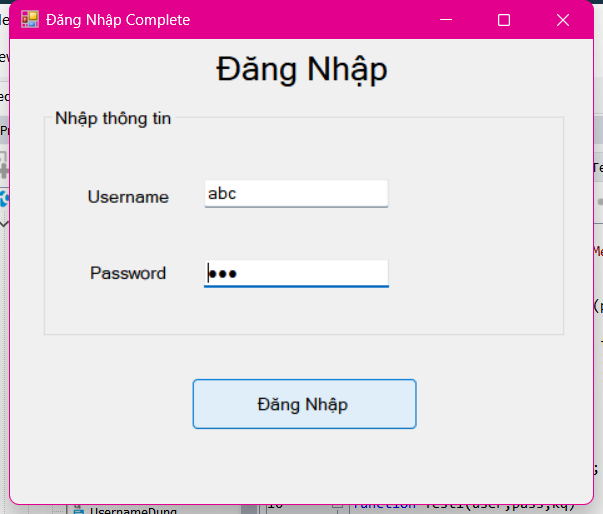 Đăng Nhập Complete
Đăng Nhập
Nhập thông tin
Username
abc
Password
Đăng Nhập
UsernameDung
function Test1(user,pass,kq)